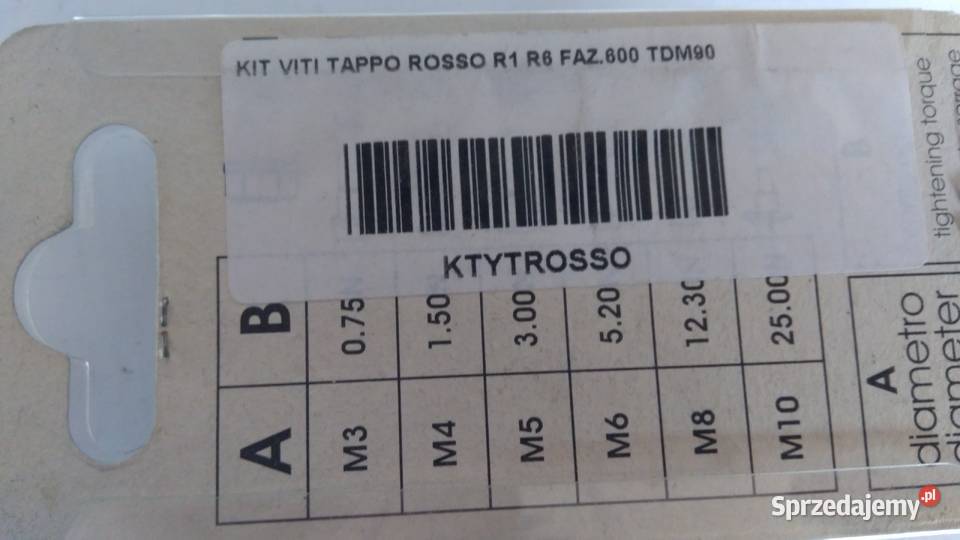 KIT VITI TAPPO ROSSO R1 R6 FAZ.600 TDM90
KTYTROSSO
A B
M3 0.75
M4 1.50
M5 3.00
M6 5.20
M8 12.30
M10 25.00
tightening torque
A
diametro
diameter
Sprzedajemy.pl